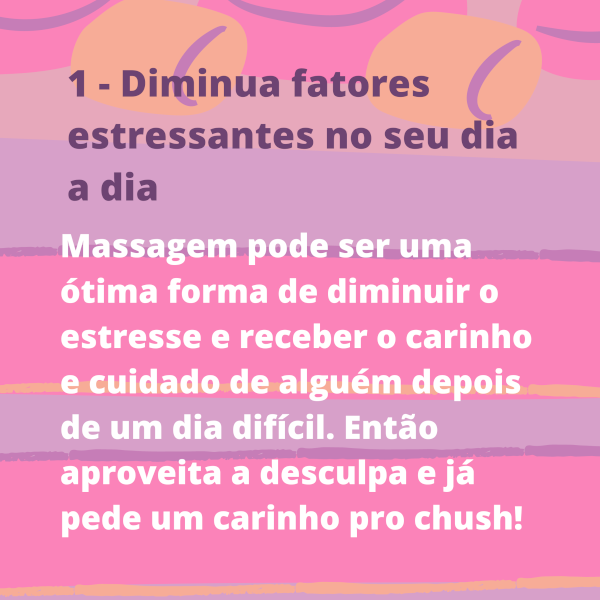 1 - Diminua fatores
estressantes no seu dia
a dia
Massagem pode ser uma
ótima forma de diminuir o
estresse e receber o carinho
e cuidado de alguém depois
de um dia difícil. Então
aproveita a desculpa e já
pede um carinho pro chush!